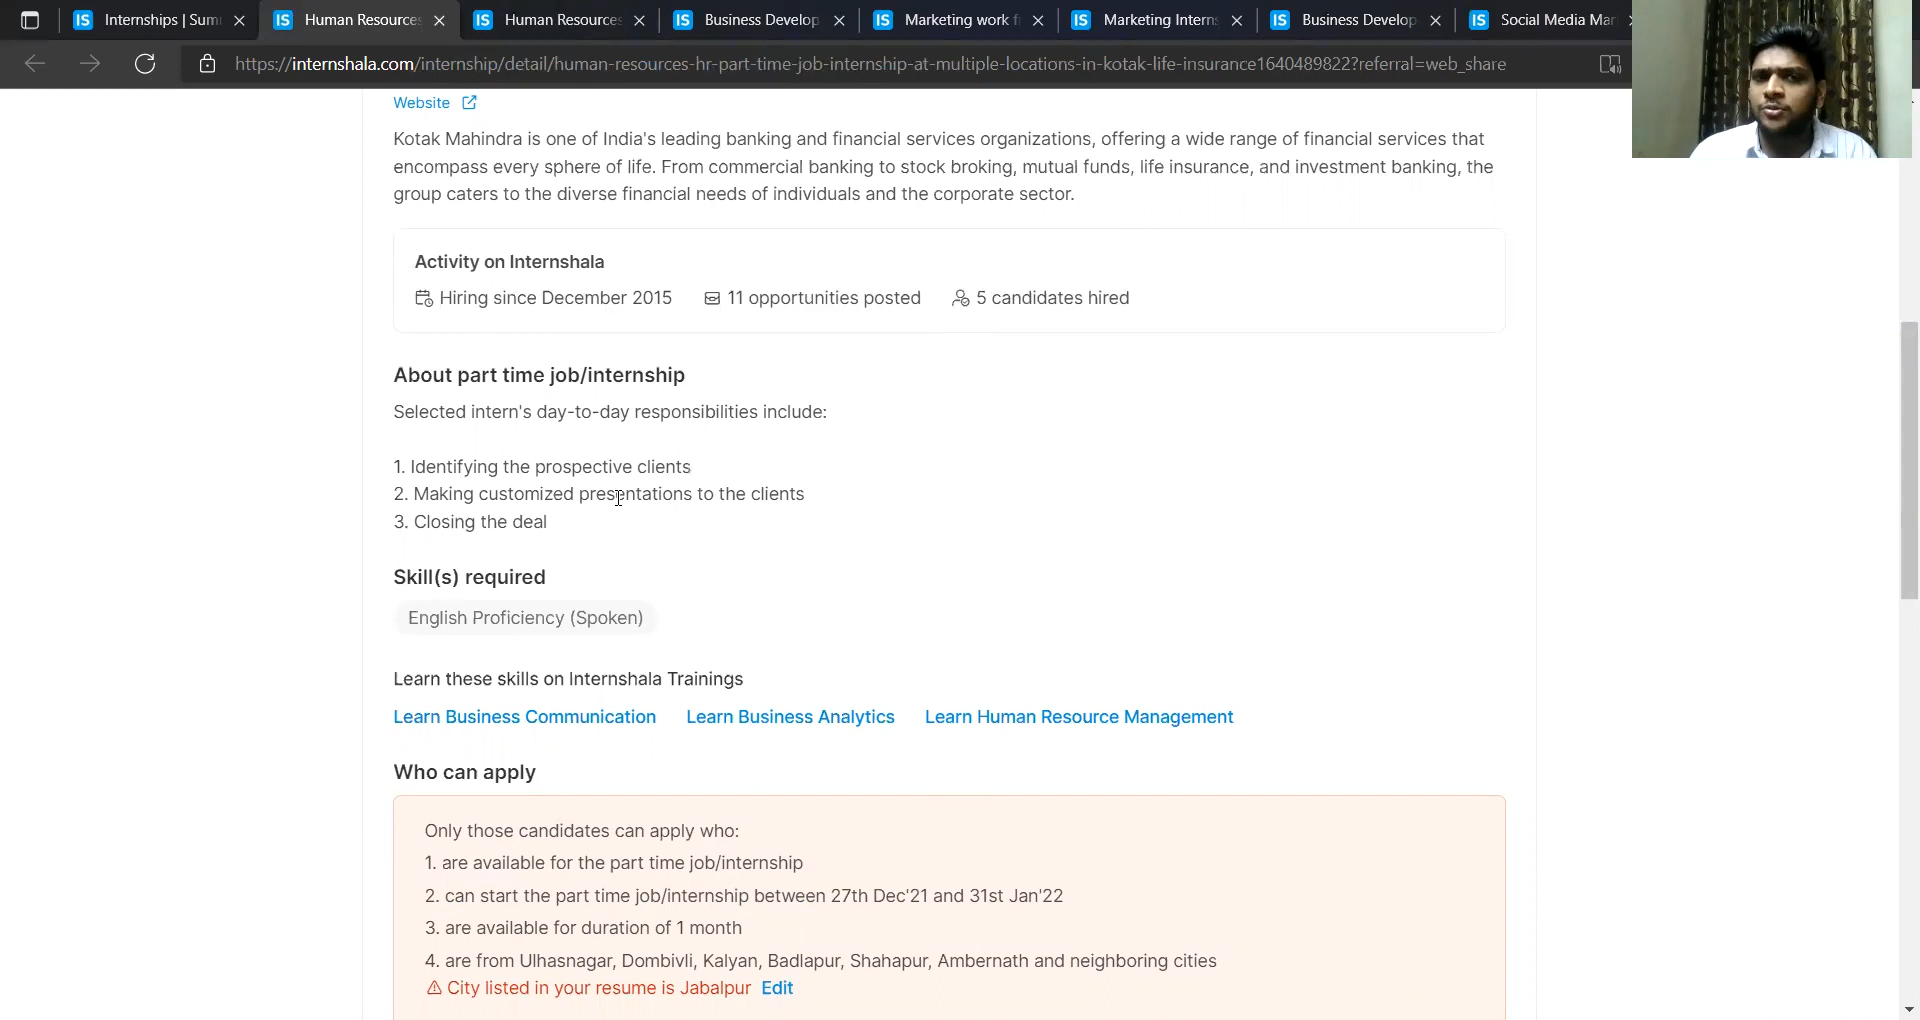 IS Internships | Sum
IS Human Resources
IS Human Resources
IS Business Develop
IS Marketing work f
IS Marketing Interns
IS Business Develop
IS Social Media Mar
https://internshala.com/internship/detail/human-resources-hr-part-time-job-internship-at-multiple-locations-in-kotak-life-insurance1640489822?referral=web_share
Website
Kotak Mahindra is one of India's leading banking and financial services organizations, offering a wide range of financial services that
encompass every sphere of life. From commercial banking to stock broking, mutual funds, life insurance, and investment banking, the
group caters to the diverse financial needs of individuals and the corporate sector.
Activity on Internshala
Hiring since December 2015 11 opportunities posted 5 candidates hired
About part time job/internship
Selected intern's day-to-day responsibilities include:
1. Identifying the prospective clients
2. Making customized presentations to the clients
3. Closing the deal
Skill(s) required
English Proficiency (Spoken)
Learn these skills on Internshala Trainings
Learn Business Communication Learn Business Analytics Learn Human Resource Management
Who can apply
Only those candidates can apply who:
1. are available for the part time job/internship
2. can start the part time job/internship between 27th Dec'21 and 31st Jan'22
3. are available for duration of 1 month
4. are from Ulhasnagar, Dombivli, Kalyan, Badlapur, Shahapur, Ambernath and neighboring cities
City listed in your resume is Jabalpur Edit